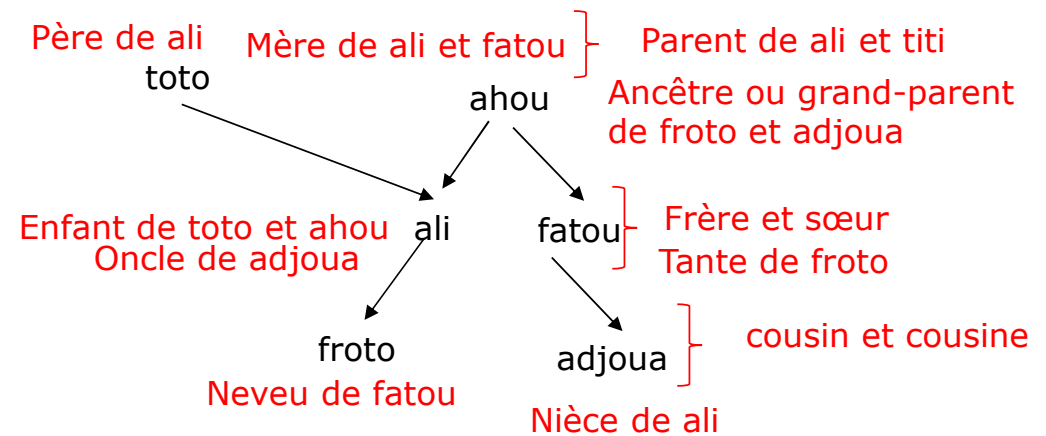 Père de ali
Mère de ali et fatou
Parent de ali et titi
toto
ahou
Ancêtre ou grand-parent
de froto et adjoua
Enfant de toto et ahou
ali
fatou
Frère et sœur
Oncle de adjoua
Tante de froto
froto
adjoua
cousin et cousine
Neveu de fatou
Nièce de ali